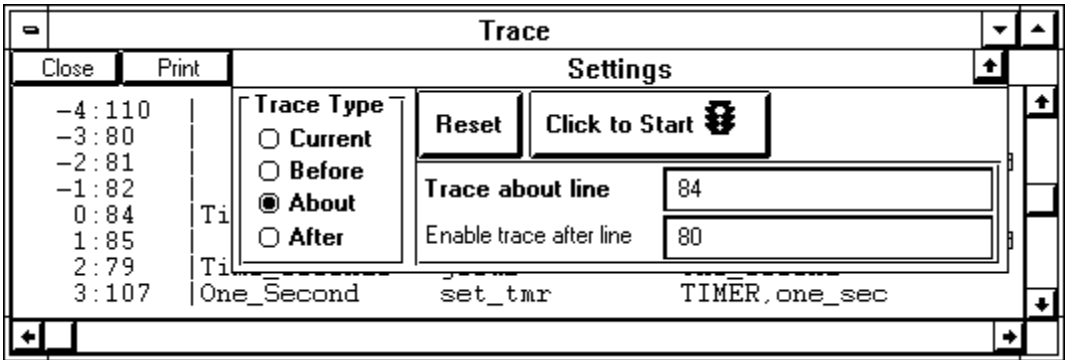 Trace
Close Print Settings
-4:110 |
-3:80 |
-2:81 |
-1:82 |
0:84 |Ti
1:85 |
2:79
3:107 |One_Second set_tmr TIMER,one_sec
Trace Type
Current
Before
About
After
Reset Click to Start
Trace about line 84
Enable trace after line 80